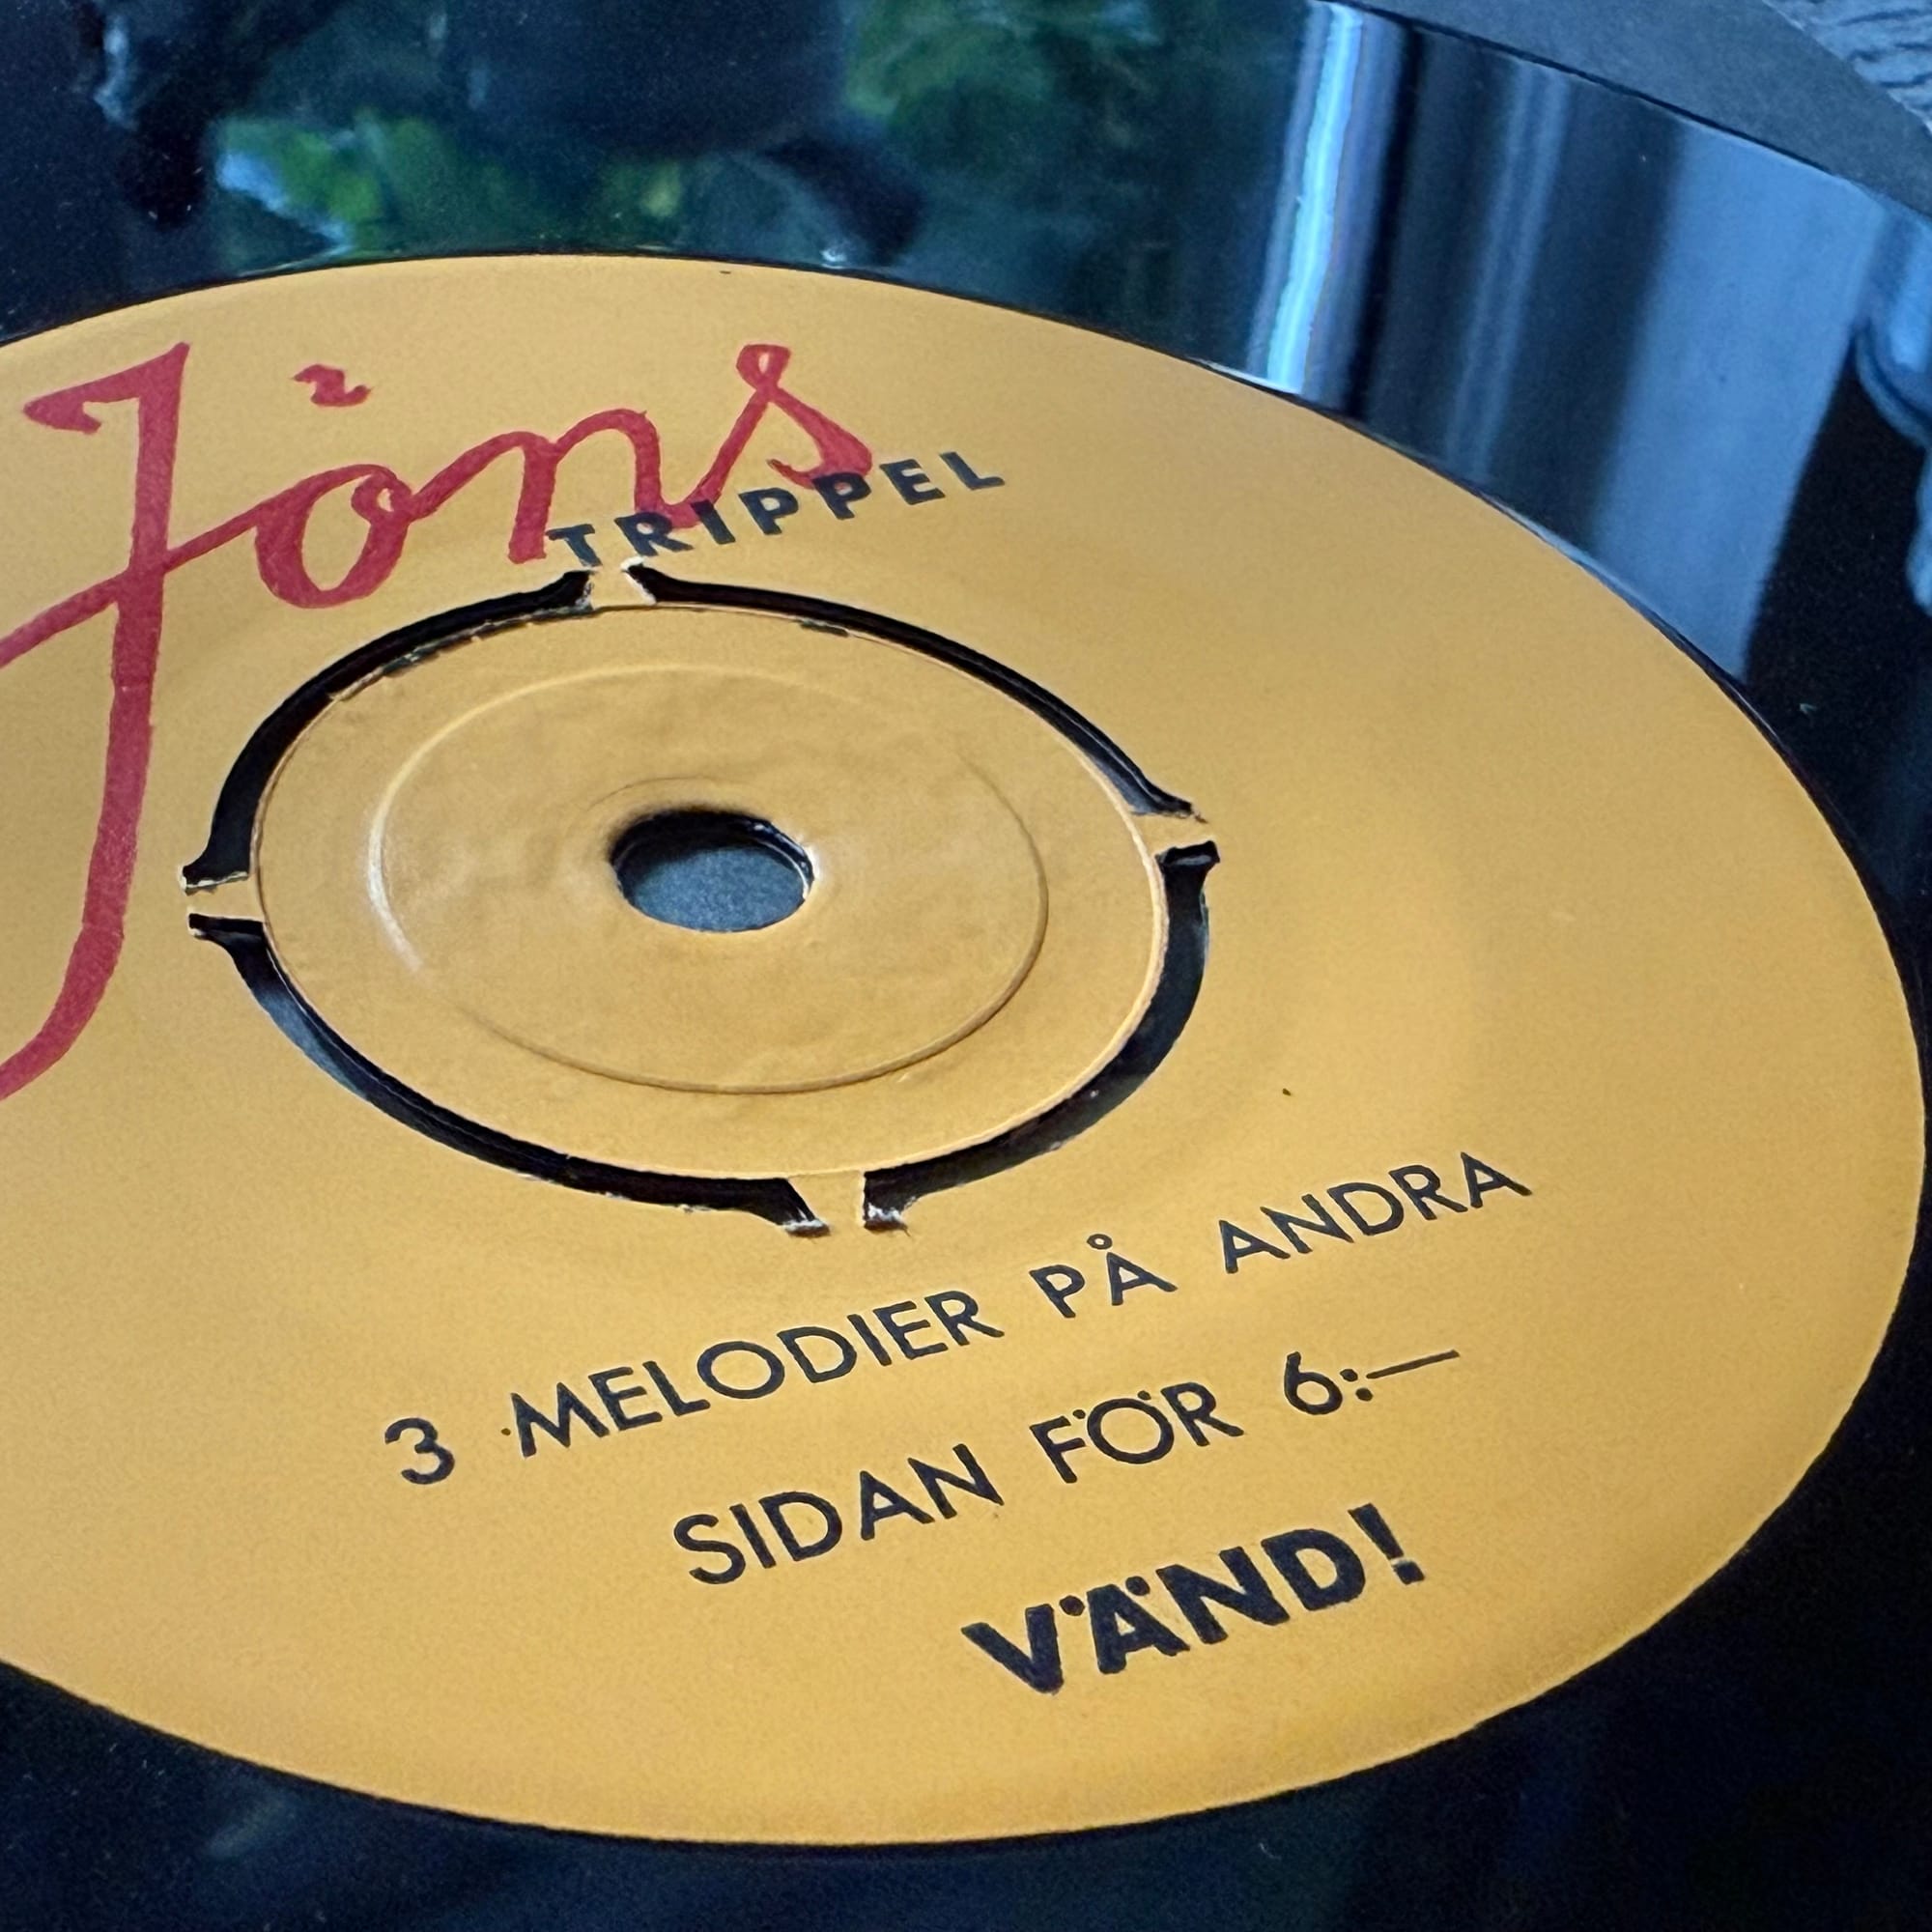 Jöns
TRIPPEL
3 MELODIER PÅ ANDRA
SIDAN FÖR 6:—
VÄND!